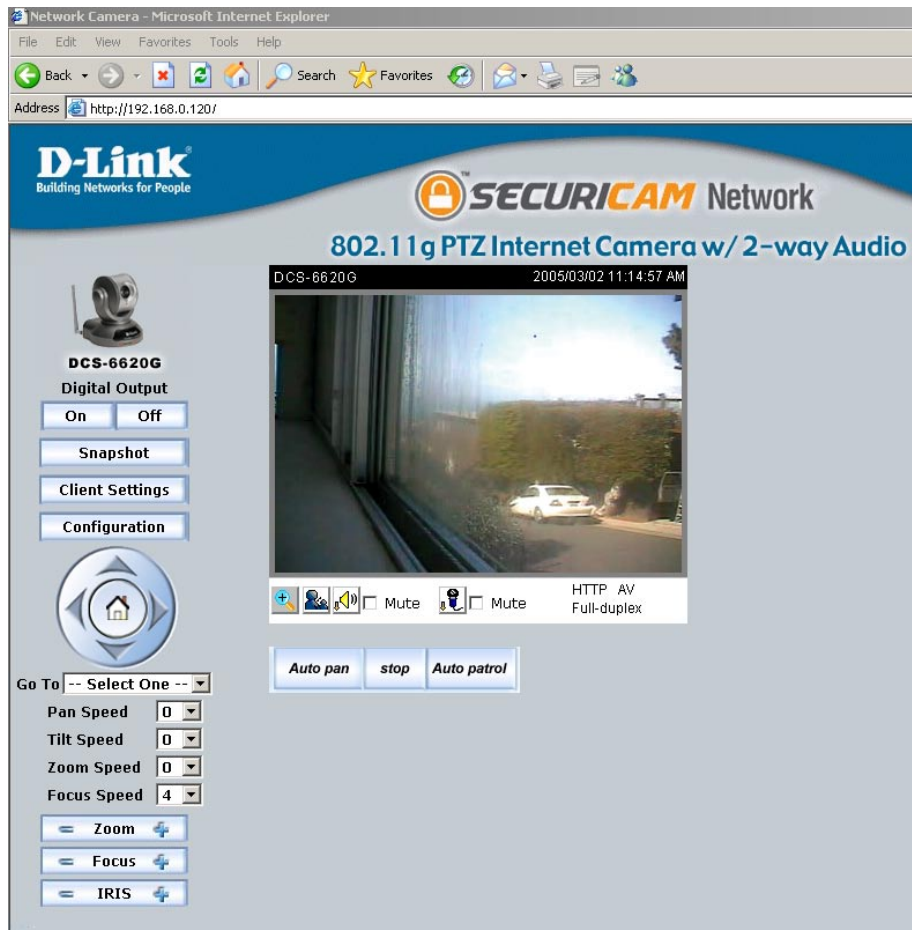 Network Camera - Microsoft Internet Explorer
File Edit View Favorites Tools Help
Back Search Favorites
Address http://192.168.0.120/
D-Link®
Building Networks for People
SECURICAM™ Network
802.11g PTZ Internet Camera w/ 2-way Audio
DCS-6620G 2005/03/02 11:14:57 AM
DCS-6620G
Digital Output
On Off
Snapshot
Client Settings
Configuration
Mute Mute HTTP AV
Full-duplex
Auto pan stop Auto patrol
Go To -- Select One --
Pan Speed 0
Tilt Speed 0
Zoom Speed 0
Focus Speed 4
Zoom
Focus
IRIS